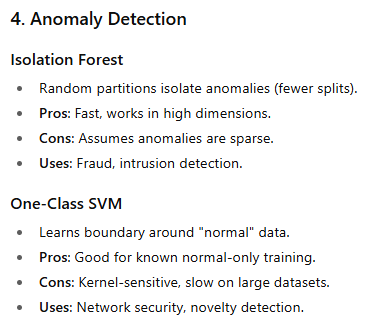 4. Anomaly Detection
Isolation Forest
• Random partitions isolate anomalies (fewer splits).
• Pros: Fast, works in high dimensions.
• Cons: Assumes anomalies are sparse.
• Uses: Fraud, intrusion detection.
One-Class SVM
• Learns boundary around "normal" data.
• Pros: Good for known normal-only training.
• Cons: Kernel-sensitive, slow on large datasets.
• Uses: Network security, novelty detection.